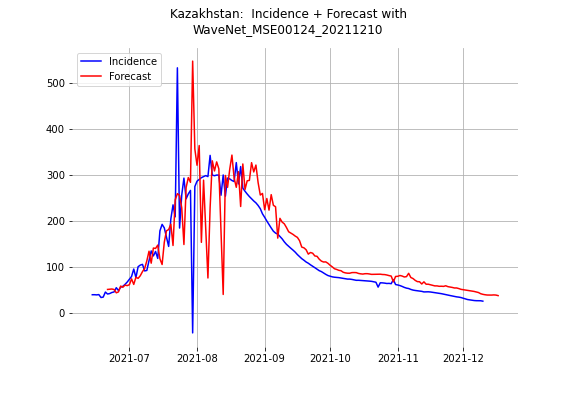 Kazakhstan:  Incidence + Forecast with
WaveNet_MSE00124_20211210
Incidence
Forecast
500
400
300
200
100
0
2021-07 2021-08 2021-09 2021-10 2021-11 2021-12